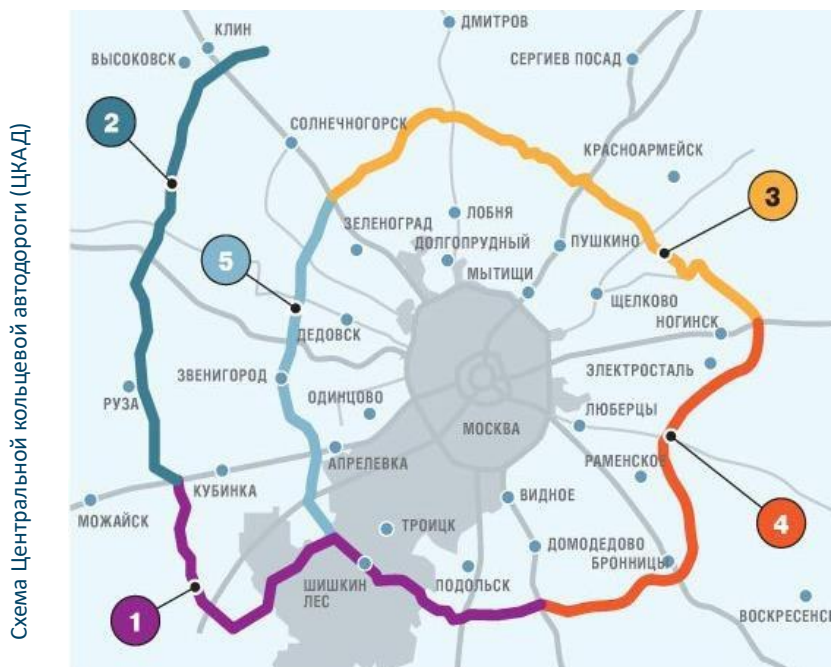 Схема Центральной кольцевой автодороги (ЦКАД)
КЛИН
ДМИТРОВ
ВЫСОКОВСК
СЕРГИЕВ ПОСАД
2
СОЛНЕЧНОГОРСК
КРАСНОАРМЕЙСК
3
ЗЕЛЕНОГРАД
ЛОБНЯ
ДОЛГОПРУДНЫЙ
ПУШКИНО
5
МЫТИЩИ
ЩЕЛКОВО
ДЕДОВСК
НОГИНСК
ЗВЕНИГОРОД
ЭЛЕКТРОСТАЛЬ
РУЗА
ОДИНЦОВО
ЛЮБЕРЦЫ
МОСКВА
АПРЕЛЕВКА
РАМЕНСКОЕ
КУБИНКА
ВИДНОЕ
МОЖАЙСК
4
ТРОИЦК
ДОМОДЕДОВО
БРОННИЦЫ
ШИШКИН
ЛЕС
ПОДОЛЬСК
1
ВОСКРЕСЕНСК